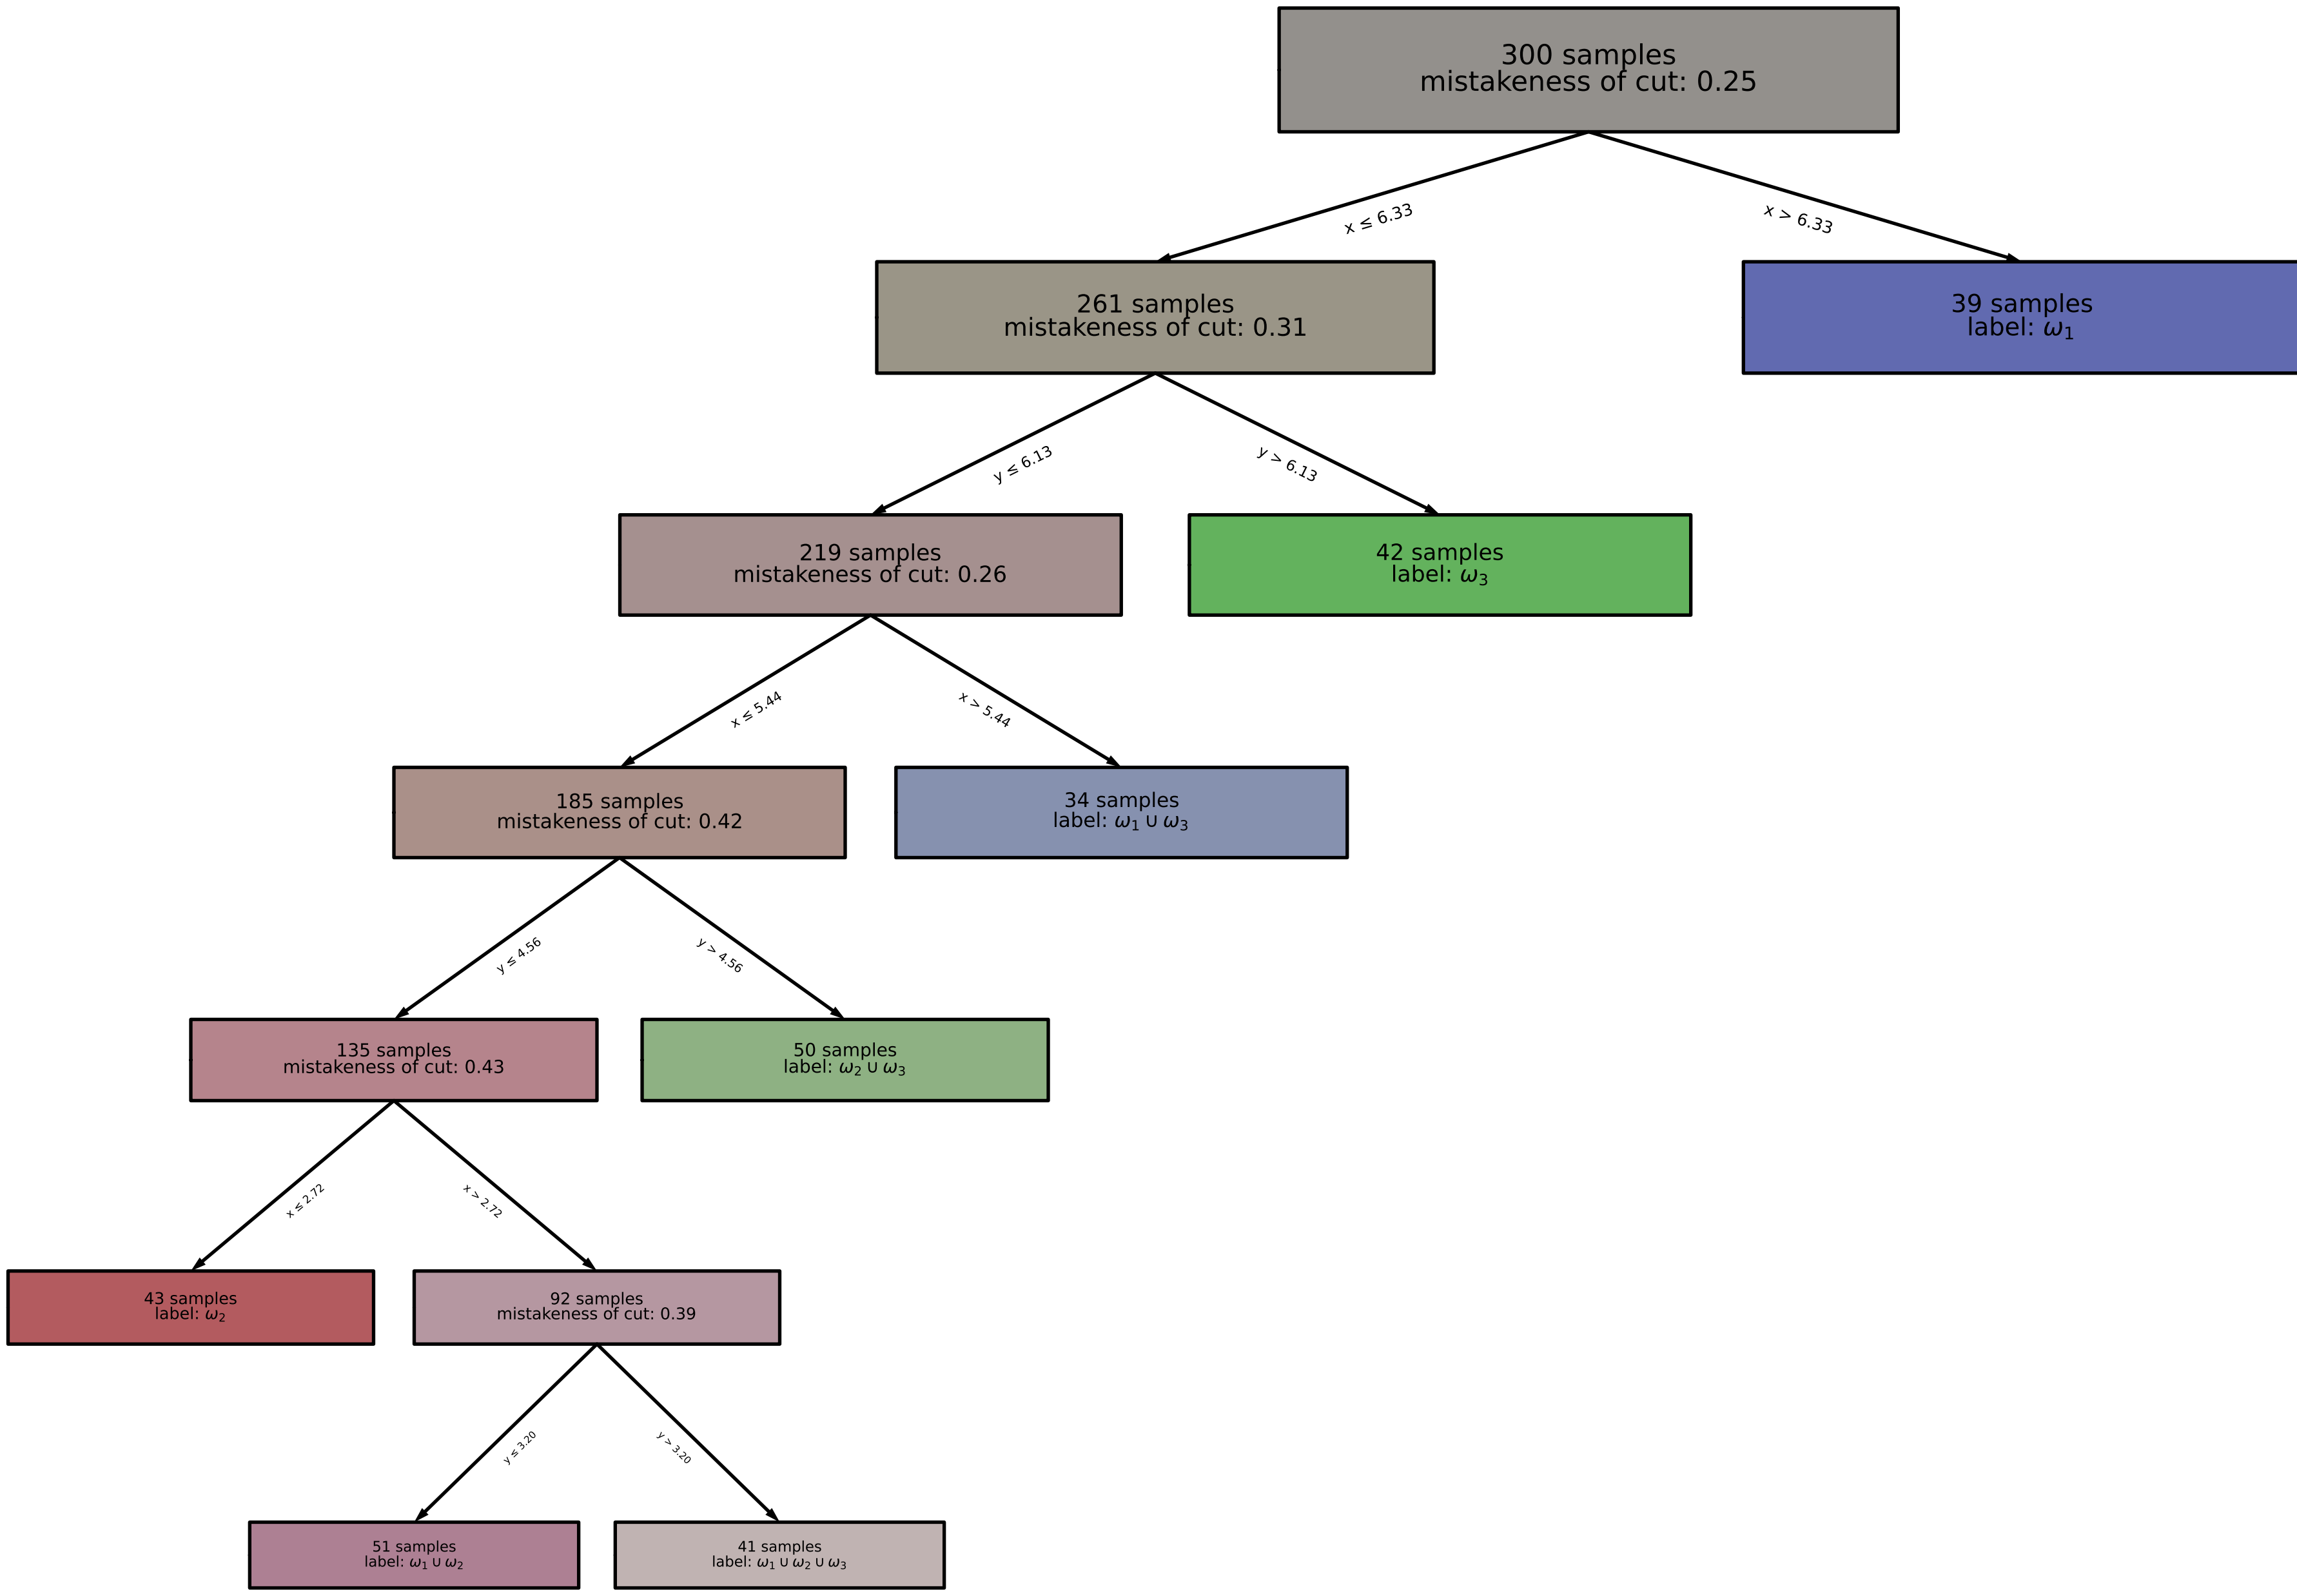 300 samples
mistakeness of cut: 0.25
x ≤ 6.33
x > 6.33
261 samples
mistakeness of cut: 0.31
39 samples
label: ω₁
y ≤ 6.13
y > 6.13
219 samples
mistakeness of cut: 0.26
42 samples
label: ω₃
x ≤ 5.44
x > 5.44
185 samples
mistakeness of cut: 0.42
34 samples
label: ω₁ ∪ ω₃
y ≤ 4.56
y > 4.56
135 samples
mistakeness of cut: 0.43
50 samples
label: ω₂ ∪ ω₃
x ≤ 2.72
x > 2.72
43 samples
label: ω₂
92 samples
mistakeness of cut: 0.39
y ≤ 3.20
y > 3.20
51 samples
label: ω₁ ∪ ω₂
41 samples
label: ω₁ ∪ ω₂ ∪ ω₃